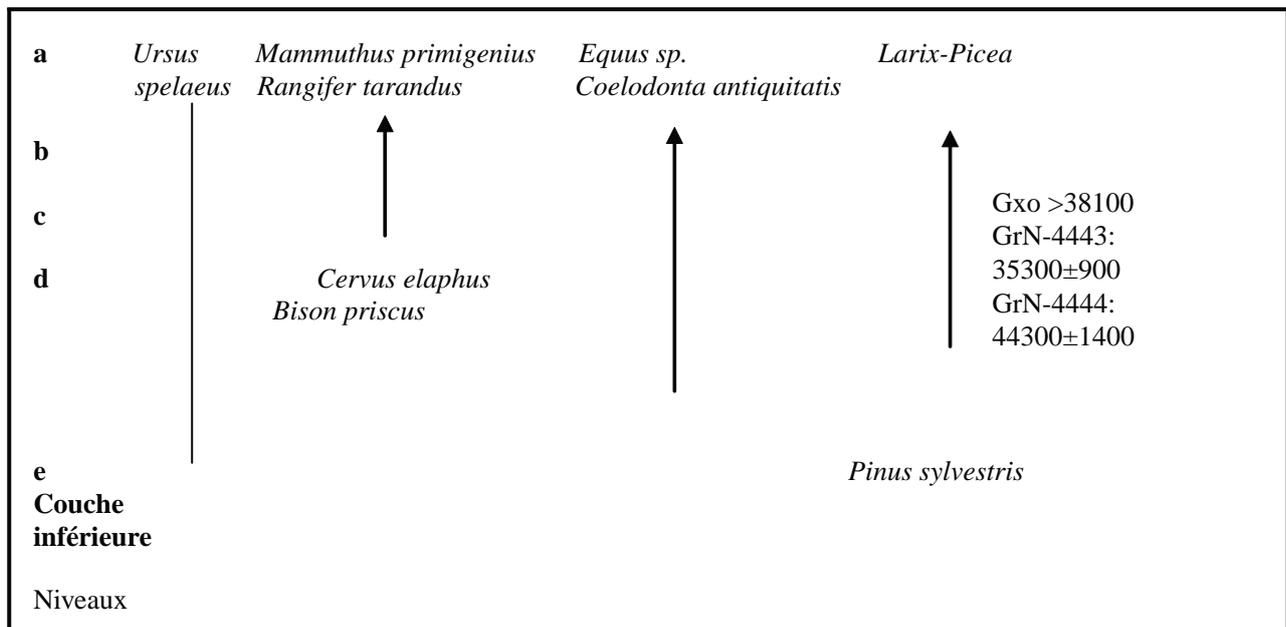 a Ursus Mammuthus primigenius Equus sp. Larix-Picea
spelaeus Rangifer tarandus Coelodonta antiquitatis
b
c Gxo >38100
GrN-4443:
d Cervus elaphus 35300±900
Bison priscus GrN-4444:
44300±1400
e Pinus sylvestris
Couche
inférieure
Niveaux